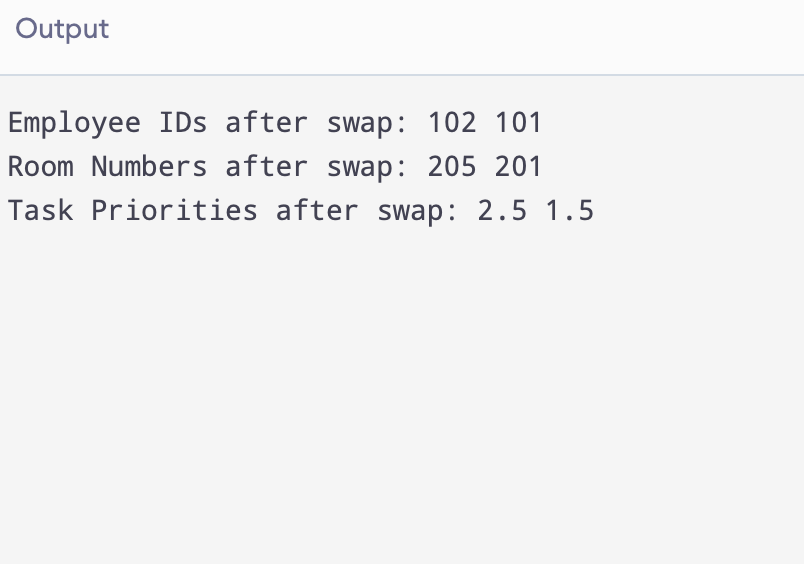 Output
Employee IDs after swap: 102 101
Room Numbers after swap: 205 201
Task Priorities after swap: 2.5 1.5